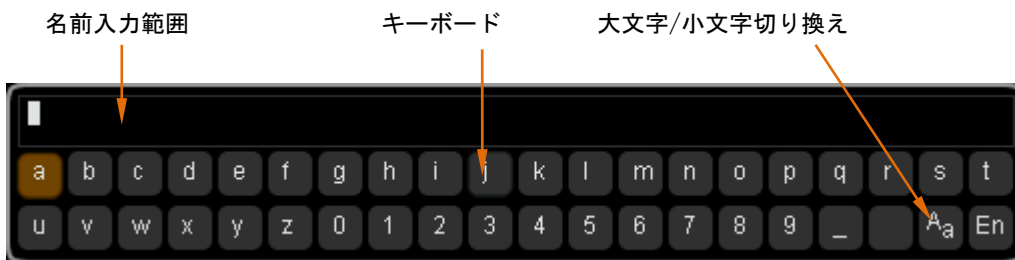 名前入力範囲 キーボード 大文字/小文字切り換え
a b c d e f g h i j k l m n o p q r s t
u v w x y z 0 1 2 3 4 5 6 7 8 9 _ Aa En